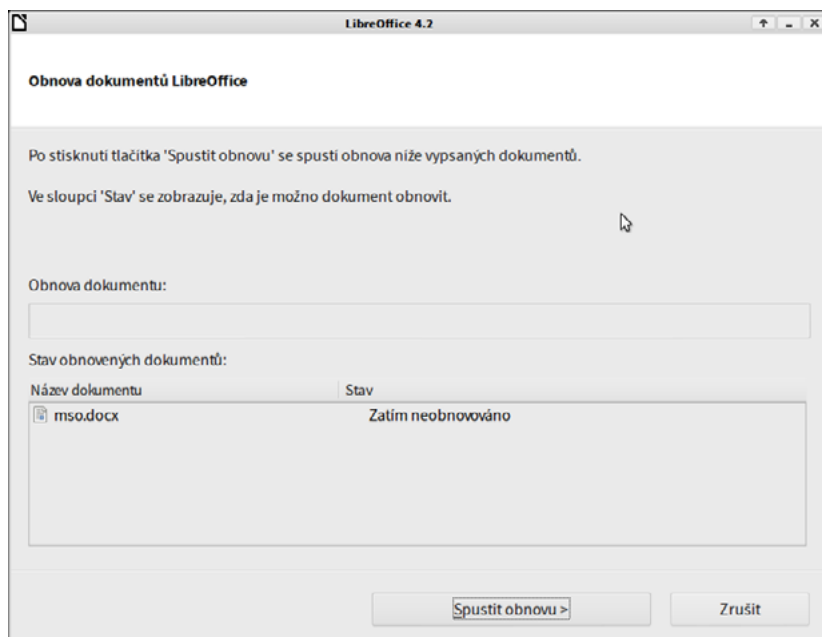 LibreOffice 4.2
Obnova dokumentů LibreOffice
Po stisknutí tlačítka 'Spustit obnovu' se spustí obnova níže vypsaných dokumentů.
Ve sloupci 'Stav' se zobrazuje, zda je možno dokument obnovit.
Obnova dokumentu:
Stav obnovených dokumentů:
Název dokumentu Stav
mso.docx Zatím neobnovováno
Spustit obnovu > Zrušit